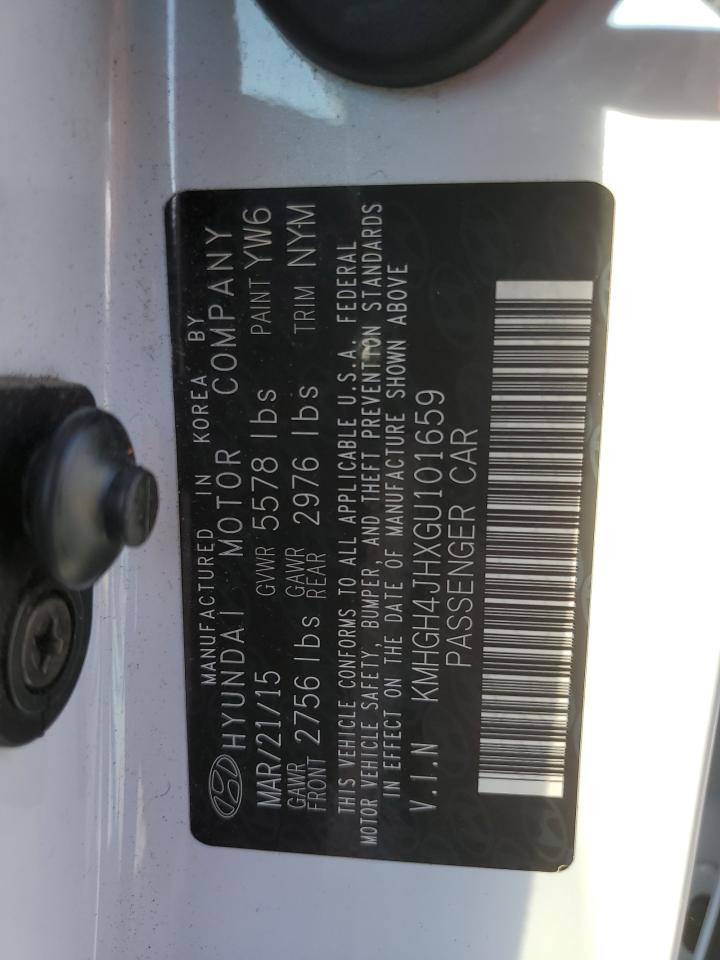 MANUFACTURED IN KOREA BY
HYUNDAI MOTOR COMPANY
MAR/21/15 GVWR 5578 lbs PAINT YW6
GAWR FRONT 2756 lbs GAWR REAR 2976 lbs TRIM NYM
THIS VEHICLE CONFORMS TO ALL APPLICABLE U.S.A. FEDERAL
MOTOR VEHICLE SAFETY, BUMPER, AND THEFT PREVENTION STANDARDS
IN EFFECT ON THE DATE OF MANUFACTURE SHOWN ABOVE
V.I.N KMHGH4JHXGU101659
PASSENGER CAR